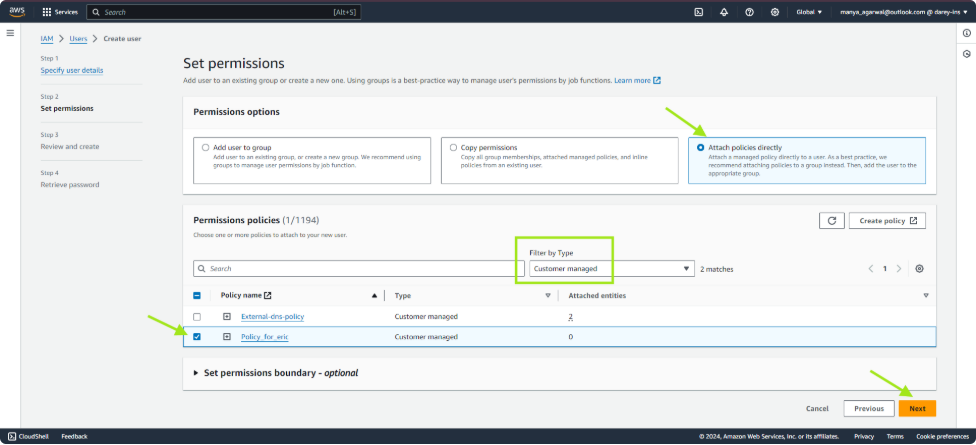 aws
Services
Search [Alt+S]
Global ▼
manya_agarwal@outlook.com @ darey-ins ▼
IAM > Users > Create user
Step 1
Specify user details
Step 2
Set permissions
Step 3
Review and create
Step 4
Retrieve password
Set permissions
Add user to an existing group or create a new one. Using groups is a best-practice way to manage user's permissions by job functions. Learn more
Permissions options
Add user to group
Add user to an existing group, or create a new group. We recommend using
groups to manage user permissions by job function.
Copy permissions
Copy all group memberships, attached managed policies, and inline
policies from an existing user.
Attach policies directly
Attach a managed policy directly to a user. As a best practice, we
recommend attaching policies to a group instead. Then, add the user to the
appropriate group.
Permissions policies (1/1194)
Choose one or more policies to attach to your new user.
Create policy
Filter by Type
Search
Customer managed
2 matches
< 1 >
Policy name ▲ Type Attached entities
External-dns-policy Customer managed 2
Policy_for_eric Customer managed 0
Set permissions boundary - optional
Cancel Previous Next
CloudShell Feedback
© 2024, Amazon Web Services, Inc. or its affiliates. Privacy Terms Cookie preferences